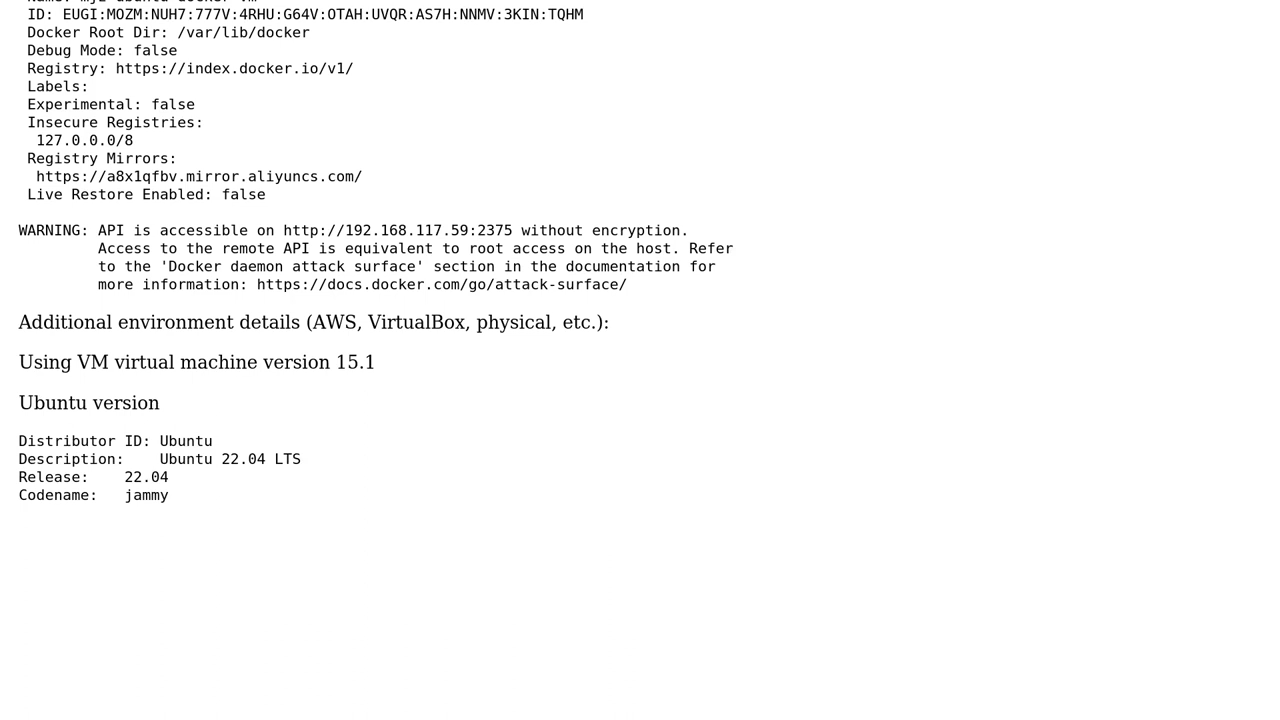 ID: EUGI:MOZM:NUH7:777V:4RHU:G64V:OTAH:UVQR:AS7H:NNMV:3KIN:TQHM
Docker Root Dir: /var/lib/docker
Debug Mode: false
Registry: https://index.docker.io/v1/
Labels:
Experimental: false
Insecure Registries:
127.0.0.0/8
Registry Mirrors:
https://a8x1qfbv.mirror.aliyuncs.com/
Live Restore Enabled: false
WARNING: API is accessible on http://192.168.117.59:2375 without encryption.
Access to the remote API is equivalent to root access on the host. Refer
to the 'Docker daemon attack surface' section in the documentation for
more information: https://docs.docker.com/go/attack-surface/
Additional environment details (AWS, VirtualBox, physical, etc.):
Using VM virtual machine version 15.1
Ubuntu version
Distributor ID: Ubuntu
Description:    Ubuntu 22.04 LTS
Release:    22.04
Codename:   jammy